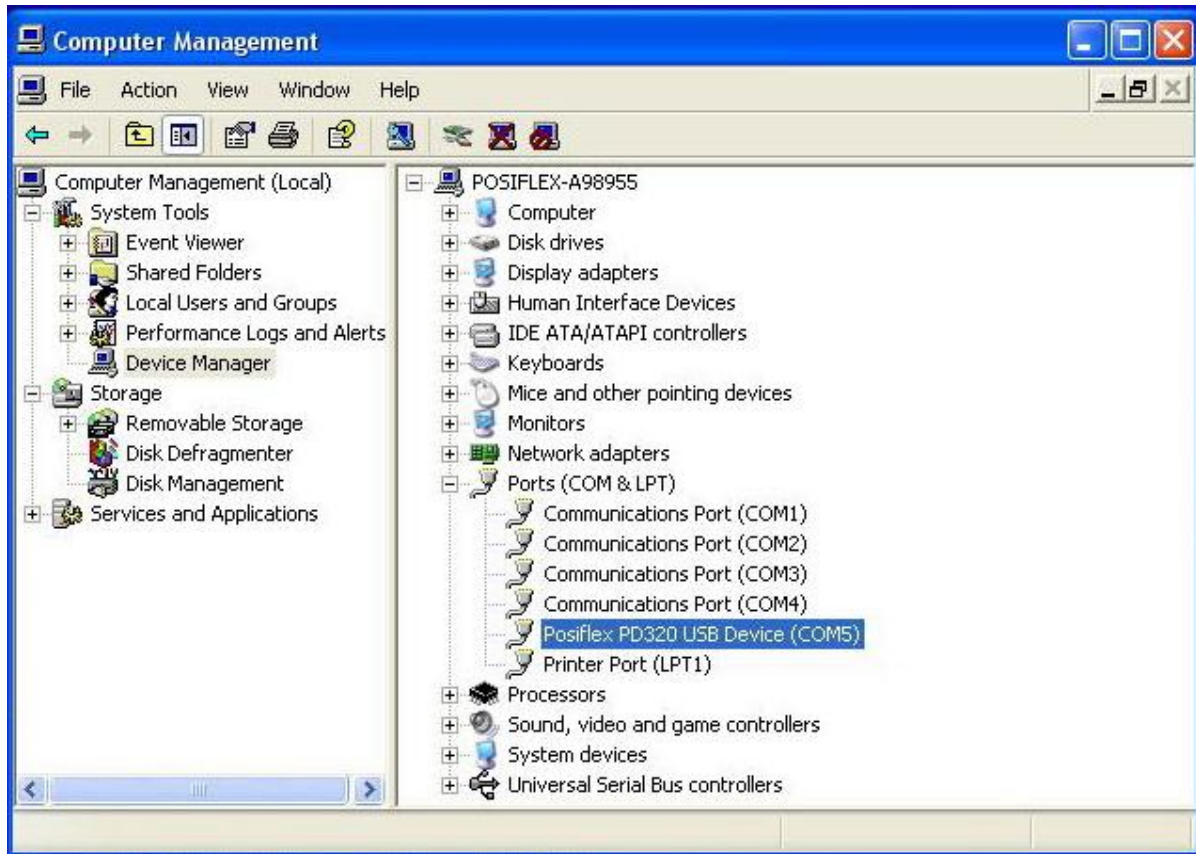 Computer Management
File Action View Window Help
Computer Management (Local)
System Tools
Event Viewer
Shared Folders
Local Users and Groups
Performance Logs and Alerts
Device Manager
Storage
Removable Storage
Disk Defragmenter
Disk Management
Services and Applications
POSIFLEX-A98955
Computer
Disk drives
Display adapters
Human Interface Devices
IDE ATA/ATAPI controllers
Keyboards
Mice and other pointing devices
Monitors
Network adapters
Ports (COM & LPT)
Communications Port (COM1)
Communications Port (COM2)
Communications Port (COM3)
Communications Port (COM4)
Posiflex PD320 USB Device (COM5)
Printer Port (LPT1)
Processors
Sound, video and game controllers
System devices
Universal Serial Bus controllers